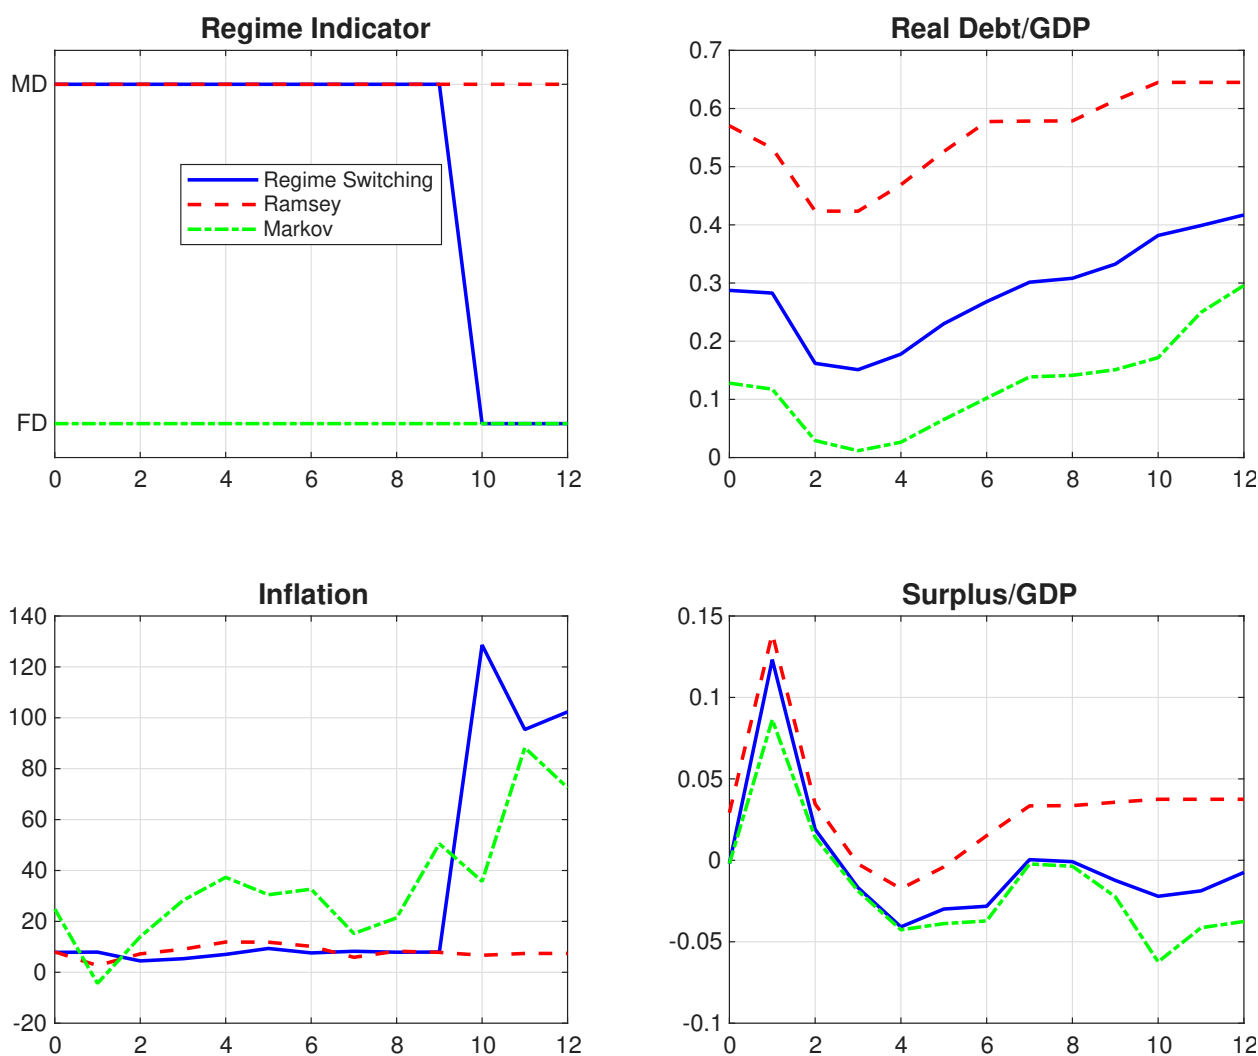 Regime Indicator
MD
FD
Regime Switching
Ramsey
Markov
0 2 4 6 8 10 12
Real Debt/GDP
0.7
0.6
0.5
0.4
0.3
0.2
0.1
0
0 2 4 6 8 10 12
Inflation
140
120
100
80
60
40
20
0
-20
0 2 4 6 8 10 12
Surplus/GDP
0.15
0.1
0.05
0
-0.05
-0.1
0 2 4 6 8 10 12